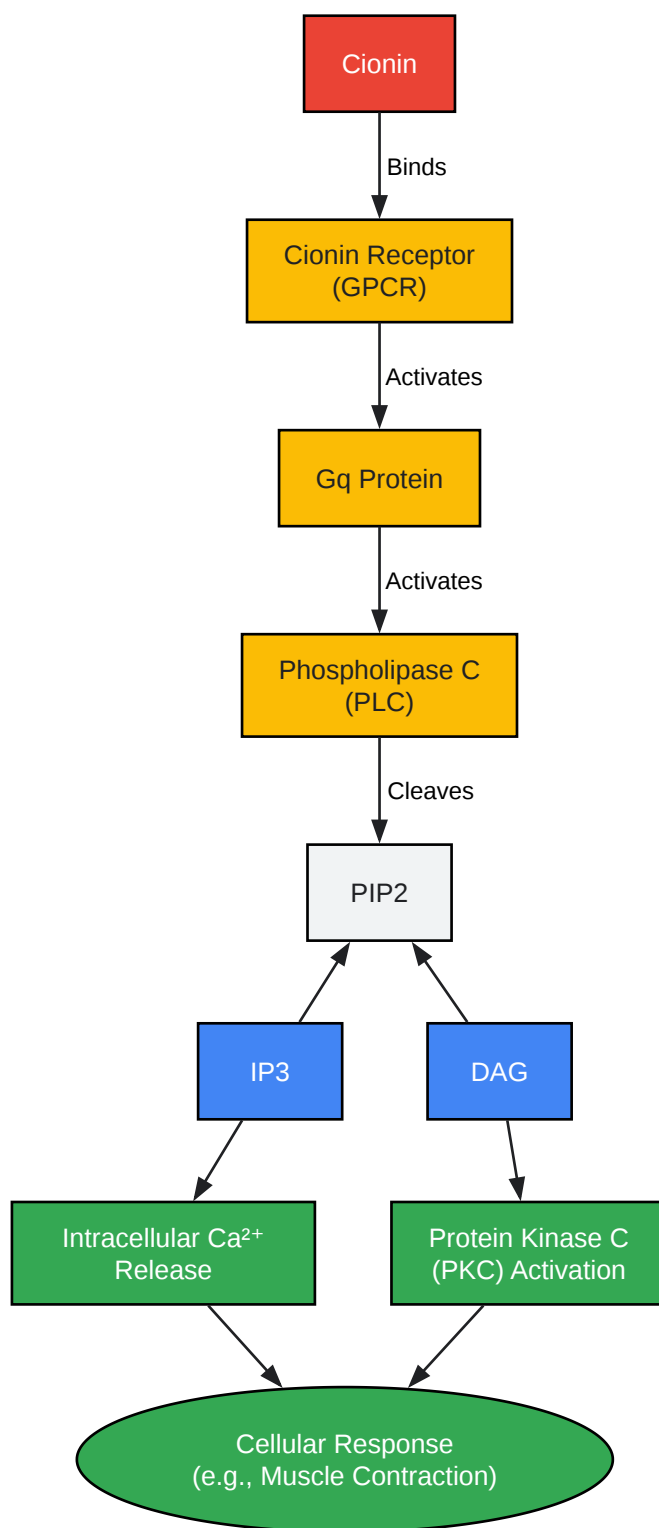 Cionin
Binds
Cionin Receptor
(GPCR)
Activates
Gq Protein
Activates
Phospholipase C
(PLC)
Cleaves
PIP2
IP3
DAG
Intracellular Ca²⁺
Release
Protein Kinase C
(PKC) Activation
Cellular Response
(e.g., Muscle Contraction)